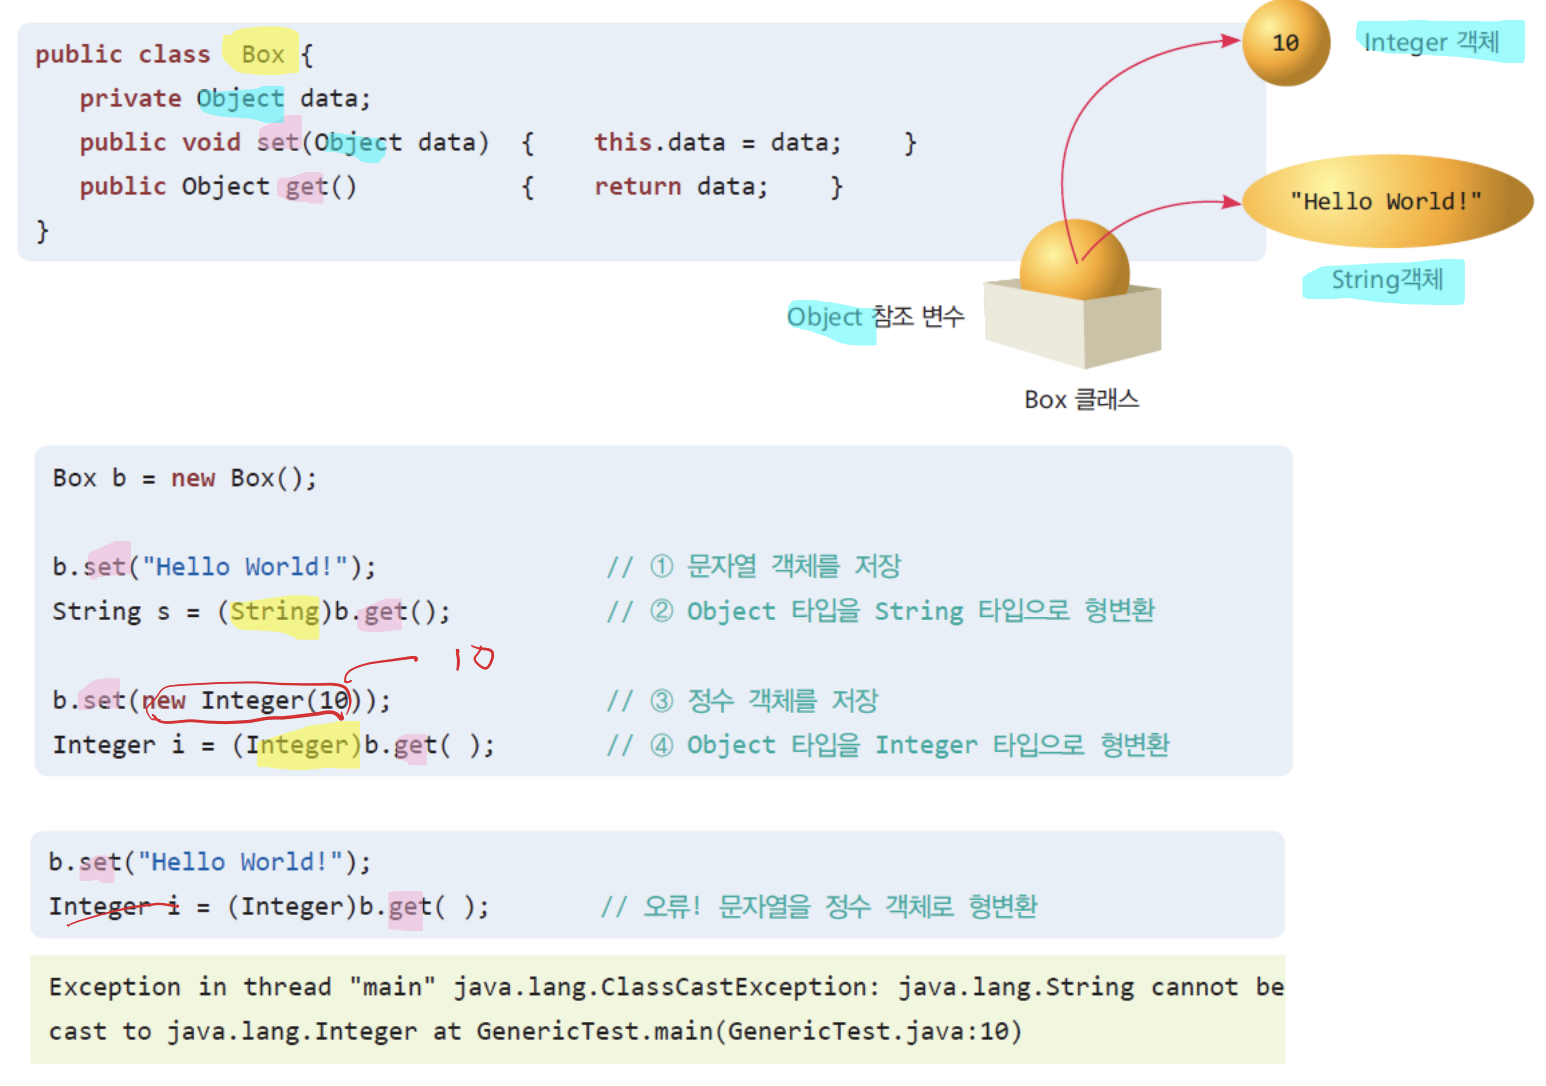 public class Box {
private Object data;
public void set(Object data) { this.data = data; }
public Object get() { return data; }
}
10
Integer 객체
"Hello World!"
String객체
Object 참조 변수
Box 클래스
Box b = new Box();
b.set("Hello World!"); // ① 문자열 객체를 저장
String s = (String)b.get(); // ② Object 타입을 String 타입으로 형변환
10
b.set(new Integer(10)); // ③ 정수 객체를 저장
Integer i = (Integer)b.get( ); // ④ Object 타입을 Integer 타입으로 형변환
b.set("Hello World!");
Integer i = (Integer)b.get( ); // 오류! 문자열을 정수 객체로 형변환
Exception in thread "main" java.lang.ClassCastException: java.lang.String cannot be
cast to java.lang.Integer at GenericTest.main(GenericTest.java:10)